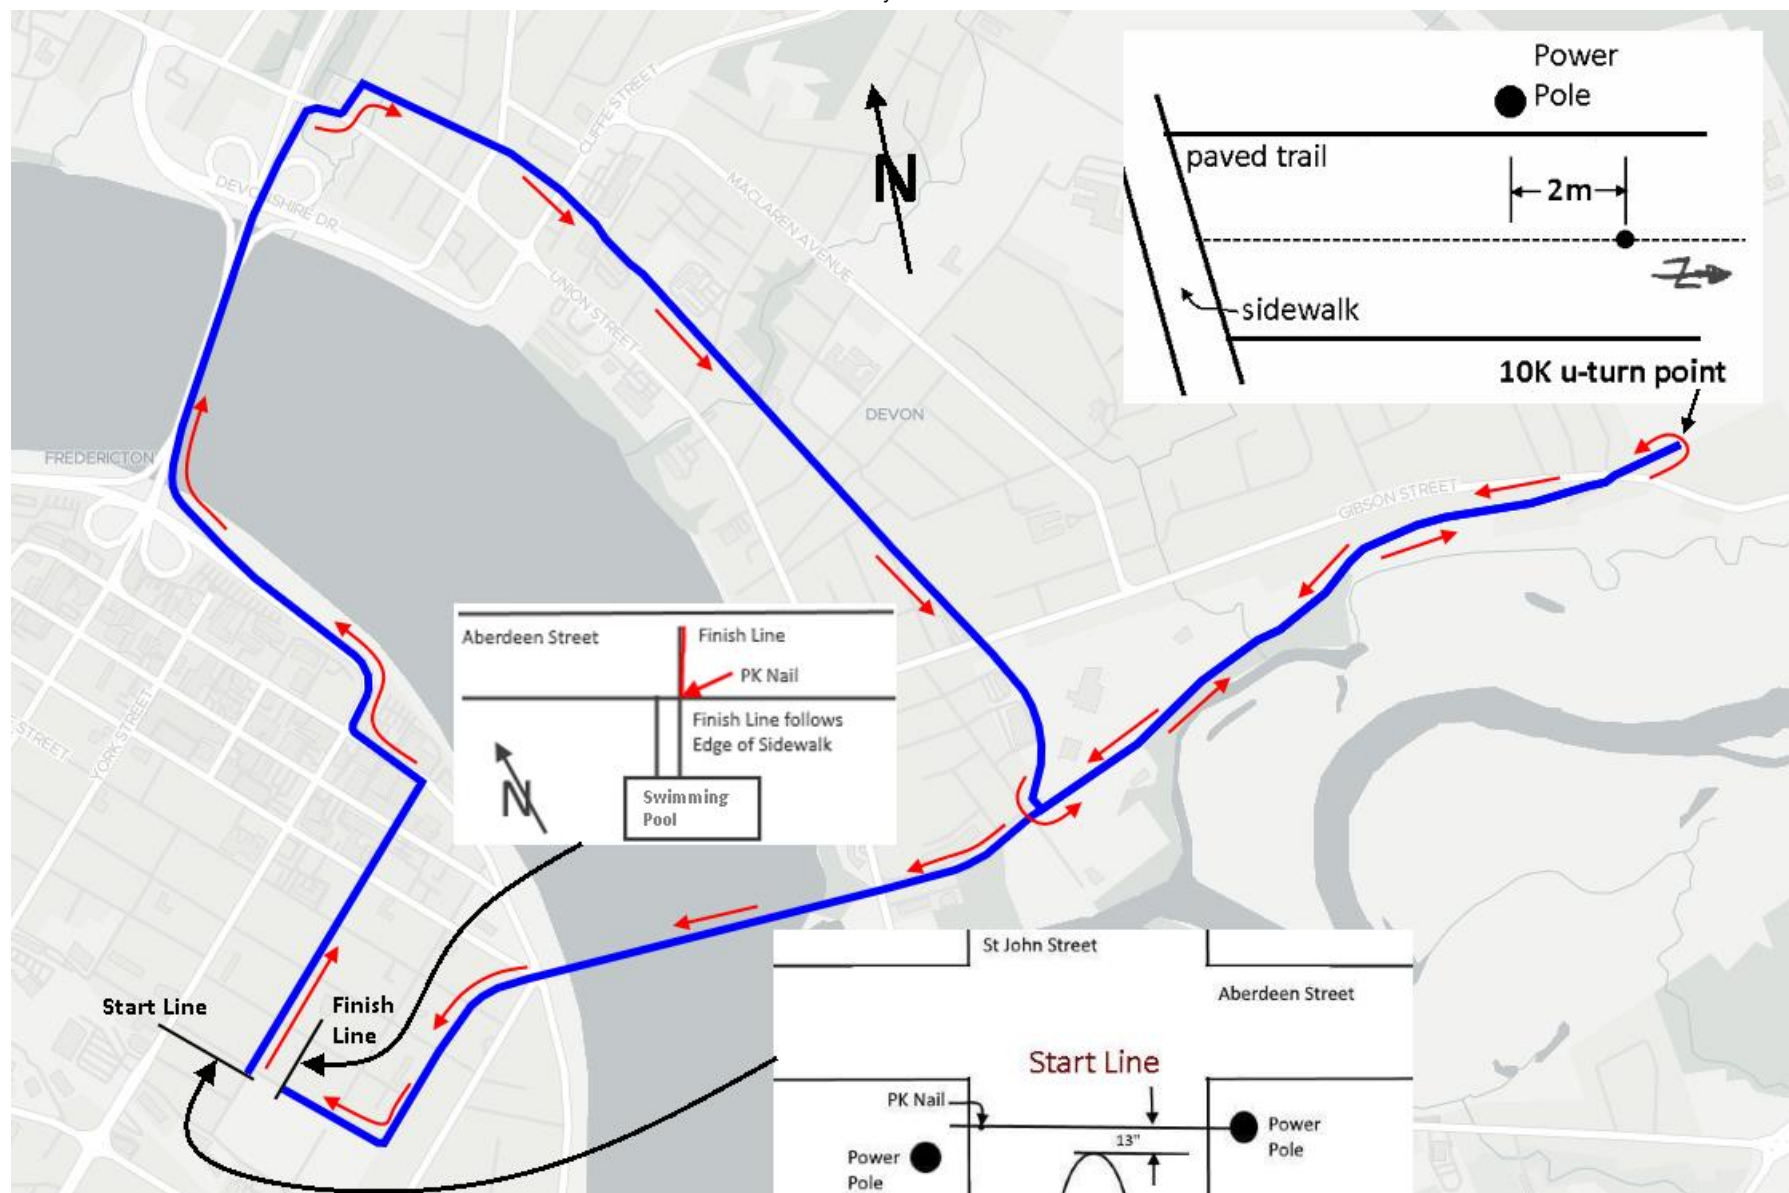 CLIFFE STREET
MACLAREN AVENUE
DEVONSHIRE DR.
UNION STREET
N
DEVON
FREDERICTON
GIBSON STREET
YORK STREET
STREET
Power
Pole
paved trail
2m
N
sidewalk
10K u-turn point
Aberdeen Street
Finish Line
PK Nail
Finish Line follows
Edge of Sidewalk
N
Swimming
Pool
Start Line
Finish
Line
St John Street
Aberdeen Street
Start Line
PK Nail
13"
Power
Pole
Power
Pole